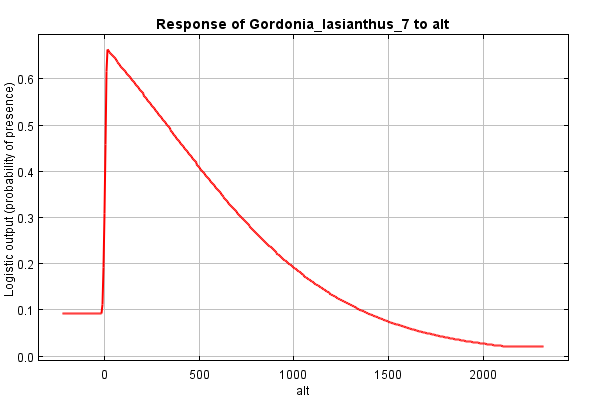 Response of Gordonia_lasianthus_7 to alt
Logistic output (probability of presence)
0.6
0.5
0.4
0.3
0.2
0.1
0.0
0 500 1000 1500 2000
alt